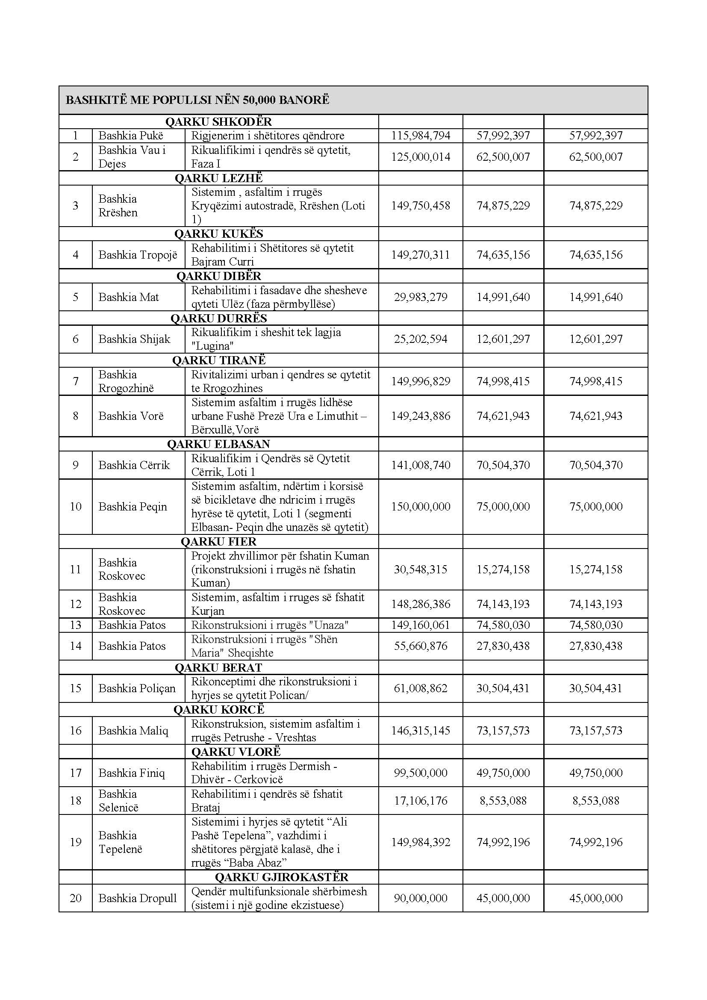 BASHKITË ME POPULLSI NËN 50,000 BANORË
QARKU SHKODËR
1 Bashkia Pukë Rigjenerim i shëtitores qëndrore 115,984,794 57,992,397 57,992,397
2 Bashkia Vau i Dejes Rikualifikimi i qendrës së qytetit, Faza I 125,000,014 62,500,007 62,500,007
QARKU LEZHË
3 Bashkia Rrëshen Sistemim , asfaltim i rrugës Kryqëzimi autostradë, Rrëshen (Loti 1) 149,750,458 74,875,229 74,875,229
QARKU KUKËS
4 Bashkia Tropojë Rehabilitimi i Shëtitores së qytetit Bajram Curri 149,270,311 74,635,156 74,635,156
QARKU DIBËR
5 Bashkia Mat Rehabilitimi i fasadave dhe shesheve qyteti Ulëz (faza përmbyllëse) 29,983,279 14,991,640 14,991,640
QARKU DURRËS
6 Bashkia Shijak Rikualifikim i sheshit tek lagjia "Lugina" 25,202,594 12,601,297 12,601,297
QARKU TIRANË
7 Bashkia Rrogozhinë Rivitalizimi urban i qendres se qytetit te Rrogozhines 149,996,829 74,998,415 74,998,415
8 Bashkia Vorë Sistemim asfaltim i rrugës lidhëse urbane Fushë Prezë Ura e Limuthit – Bërxullë,Vorë 149,243,886 74,621,943 74,621,943
QARKU ELBASAN
9 Bashkia Cërrik Rikualifikim i Qendrës së Qytetit Cërrik, Loti 1 141,008,740 70,504,370 70,504,370
10 Bashkia Peqin Sistemim asfaltim, ndërtim i korsisë së bicikletave dhe ndricim i rrugës hyrëse të qytetit, Loti 1 (segmenti Elbasan- Peqin dhe unazës së qytetit) 150,000,000 75,000,000 75,000,000
QARKU FIER
11 Bashkia Roskovec Projekt zhvillimor për fshatin Kuman (rikonstruksioni i rrugës në fshatin Kuman) 30,548,315 15,274,158 15,274,158
12 Bashkia Roskovec Sistemim, asfaltim i rruges së fshatit Kurjan 148,286,386 74,143,193 74,143,193
13 Bashkia Patos Rikonstruksioni i rrugës "Unaza" 149,160,061 74,580,030 74,580,030
14 Bashkia Patos Rikonstruksioni i rrugës "Shën Maria" Sheqishte 55,660,876 27,830,438 27,830,438
QARKU BERAT
15 Bashkia Poliçan Rikonceptimi dhe rikonstruksioni i hyrjes se qytetit Polican/ 61,008,862 30,504,431 30,504,431
QARKU KORCË
16 Bashkia Maliq Rikonstruksion, sistemim asfaltim i rrugës Petrushe - Vreshtas 146,315,145 73,157,573 73,157,573
QARKU VLORË
17 Bashkia Finiq Rehabilitim i rrugës Dermish - Dhivër - Cerkovicë 99,500,000 49,750,000 49,750,000
18 Bashkia Selenicë Rehabilitimi i qendrës së fshatit Brataj 17,106,176 8,553,088 8,553,088
19 Bashkia Tepelenë Sistemimi i hyrjes së qytetit “Ali Pashë Tepelena”, vazhdimi i shëtitores përgjatë kalasë, dhe i rrugës “Baba Abaz” 149,984,392 74,992,196 74,992,196
QARKU GJIROKASTËR
20 Bashkia Dropull Qendër multifunksionale shërbimesh (sistemi i një godine ekzistuese) 90,000,000 45,000,000 45,000,000